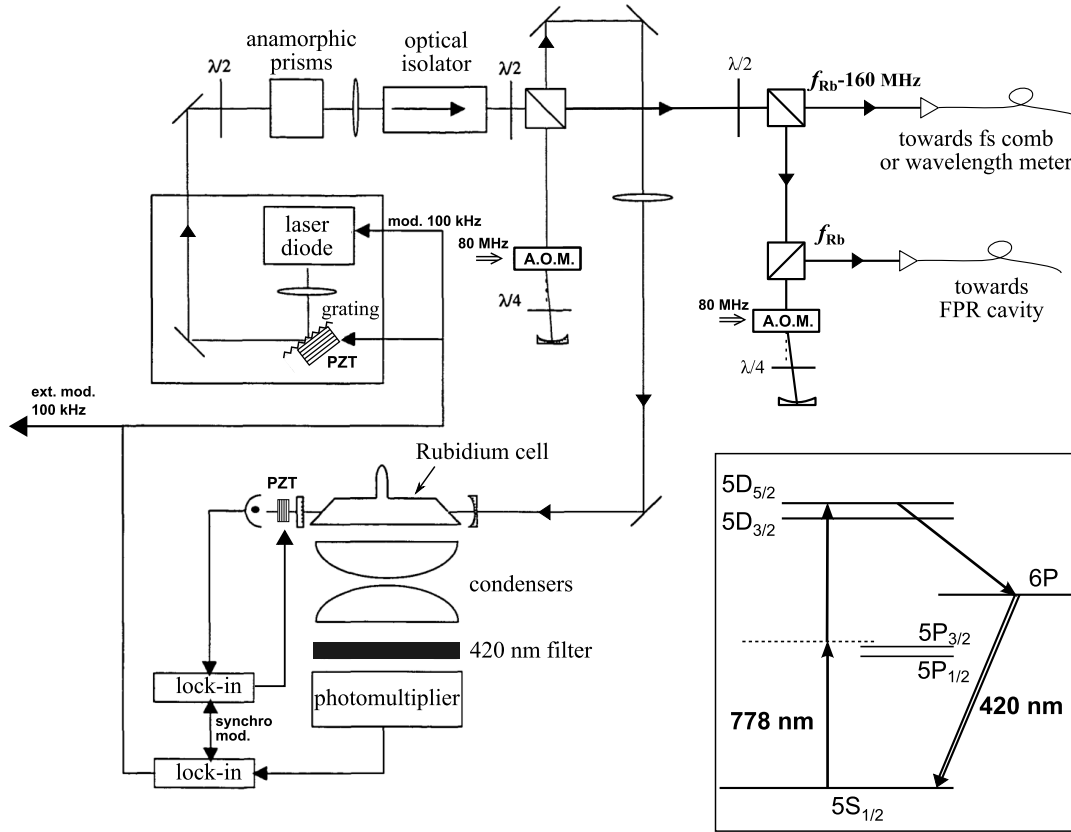 anamorphic
prisms
optical
isolator
λ/2
λ/2
λ/2
fRb-160 MHz
towards fs comb
or wavelength meter
laser
diode
mod. 100 kHz
80 MHz
A.O.M.
λ/4
fRb
towards
FPR cavity
grating
PZT
80 MHz
A.O.M.
λ/4
ext. mod.
100 kHz
Rubidium cell
PZT
condensers
420 nm filter
photomultiplier
lock-in
synchro
mod.
lock-in
5D5/2
5D3/2
6P
5P3/2
5P1/2
778 nm
420 nm
5S1/2